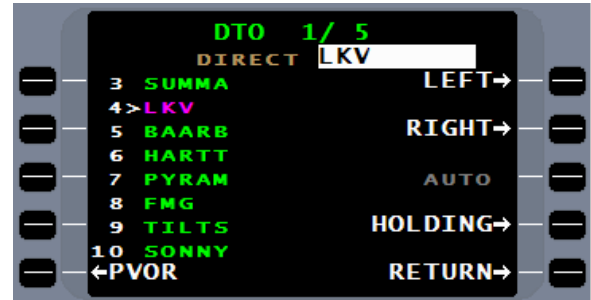 DTO 1/ 5
DIRECT LKV
3 SUMMA LEFT→
4>LKV
5 BAARB RIGHT→
6 HARTT
7 PYRAM AUTO
8 FMG
9 TILTS HOLDING→
10 SONNY
←PVOR RETURN→